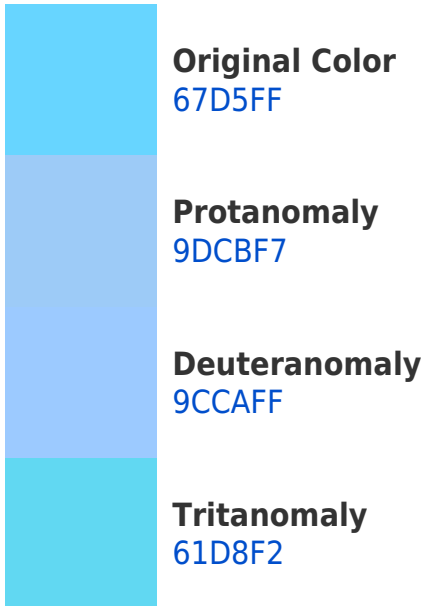 Original Color
67D5FF
Protanomaly
9DCBF7
Deuteranomaly
9CCAFF
Tritanomaly
61D8F2